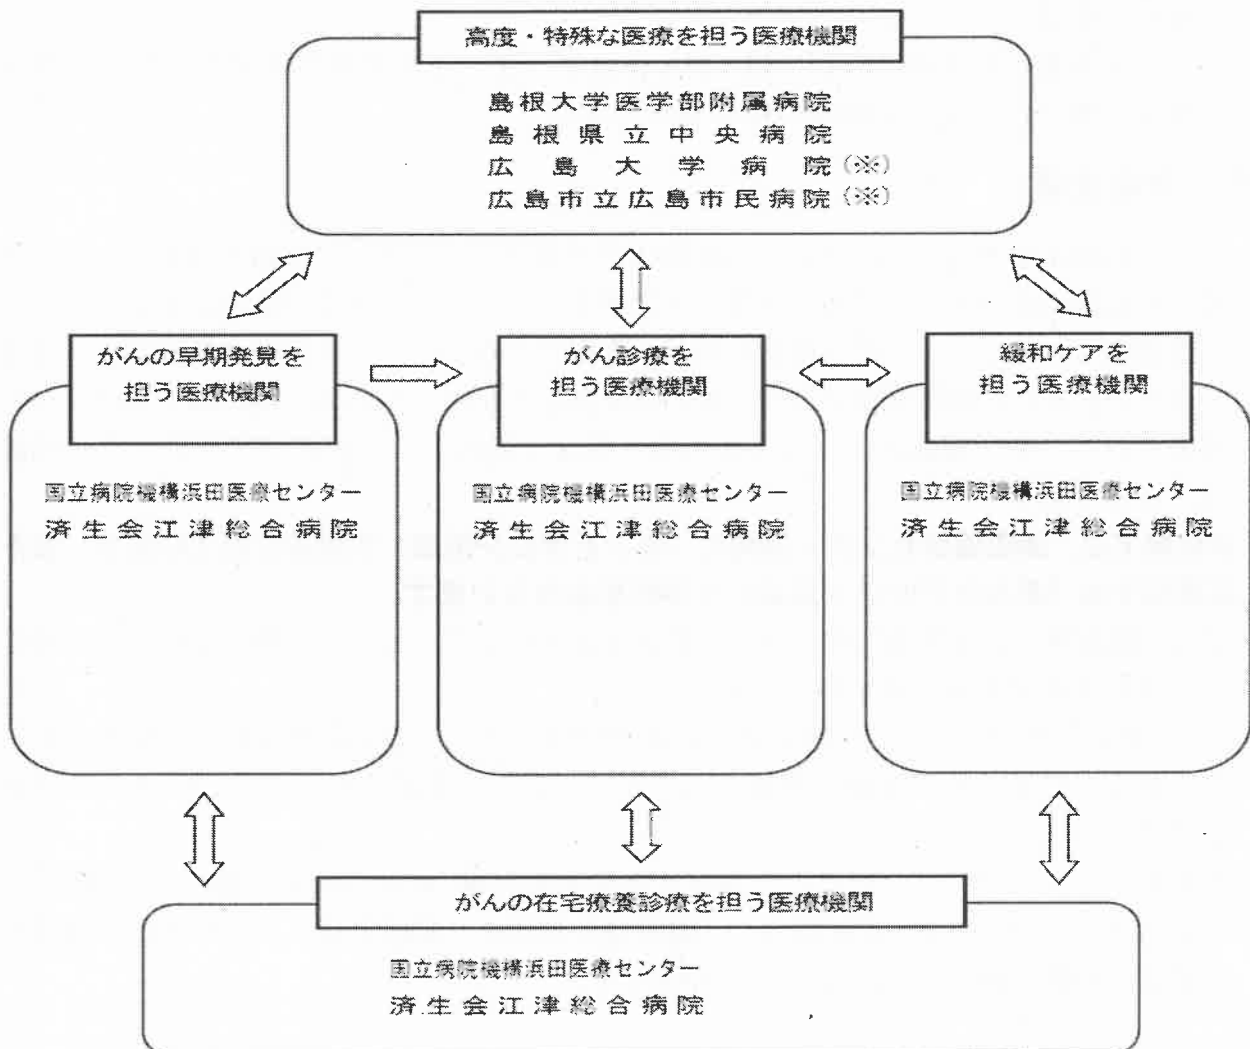 高度・特殊な医療を担う医療機関
島根大学医学部附属病院
島根県立中央病院
広島大学病院(※)
広島市立広島市民病院(※)
がんの早期発見を
担う医療機関
国立病院機構浜田医療センター
済生会江津総合病院
がん診療を
担う医療機関
国立病院機構浜田医療センター
済生会江津総合病院
緩和ケアを
担う医療機関
国立病院機構浜田医療センター
済生会江津総合病院
がんの在宅療養診療を担う医療機関
国立病院機構浜田医療センター
済生会江津総合病院